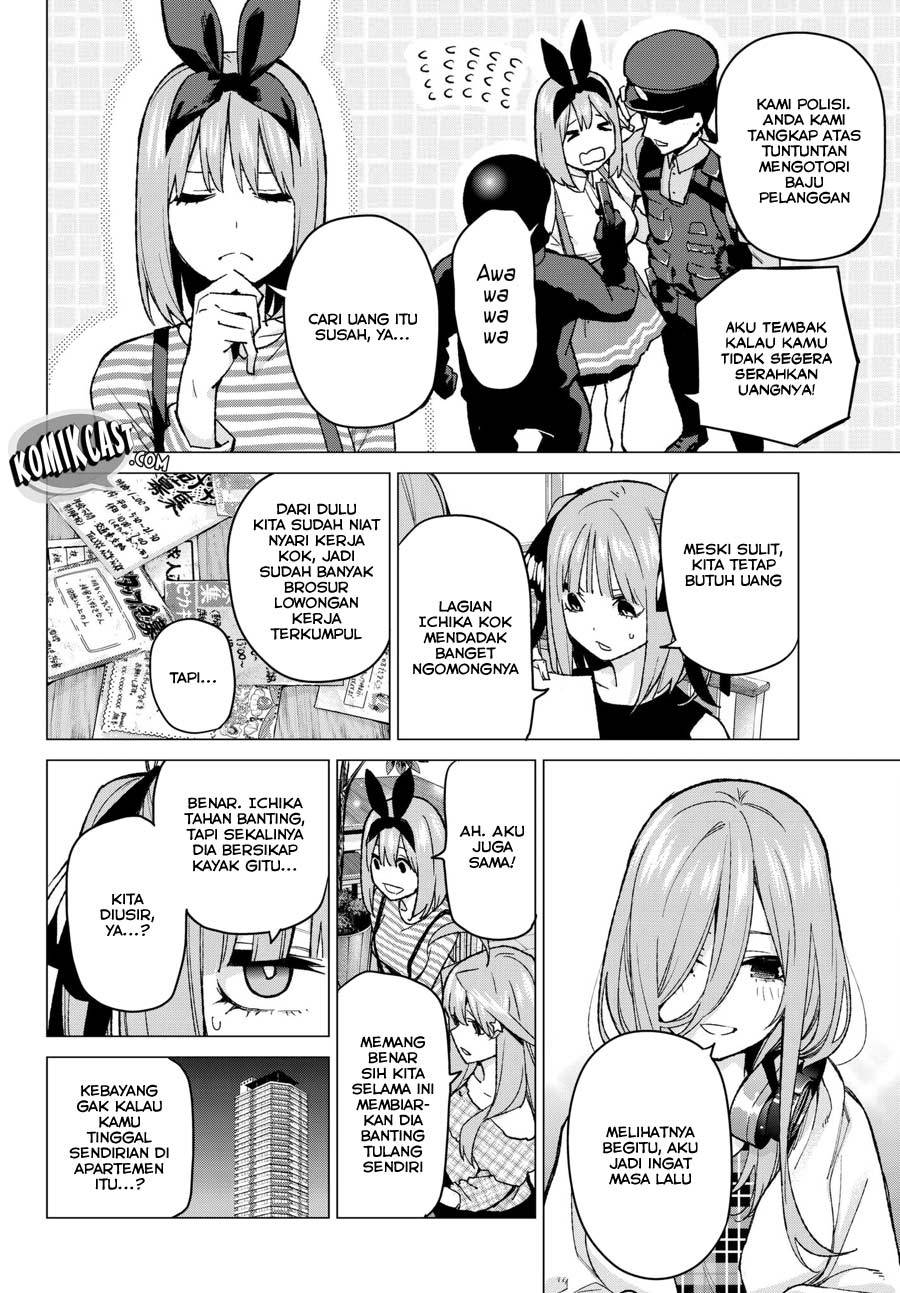 KAMI POLISI.
ANDA KAMI
TANGKAP ATAS
TUNTUNTAN
MENGOTORI
BAJU
PELANGGAN
AKU TEMBAK
KALAU KAMU
TIDAK SEGERA
SERAHKAN
UANGNYA!
AWA
WA
WA
WA
CARI UANG ITU
SUSAH, YA...
KOMIKCAST
.COM
MESKI SULIT,
KITA TETAP
BUTUH UANG
LAGIAN
ICHIKA KOK
MENDADAK
BANGET
NGOMONGNYA
DARI DULU
KITA SUDAH NIAT
NYARI KERJA
KOK, JADI
SUDAH BANYAK
BROSUR
LOWONGAN
KERJA
TERKUMPUL
TAPI...
MELIHATNYA
BEGITU, AKU
JADI INGAT
MASA LALU
AH. AKU
JUGA
SAMA!
MEMANG
BENAR
SIH KITA
SELAMA INI
MEMBIAR-
KAN DIA
BANTING
TULANG
SENDIRI
BENAR. ICHIKA
TAHAN BANTING,
TAPI SEKALINYA
DIA BERSIKAP
KAYAK GITU...
KITA
DIUSIR,
YA...?
KEBAYANG
GAK KALAU
KAMU
TINGGAL
SENDIRIAN DI
APARTEMEN
ITU...?